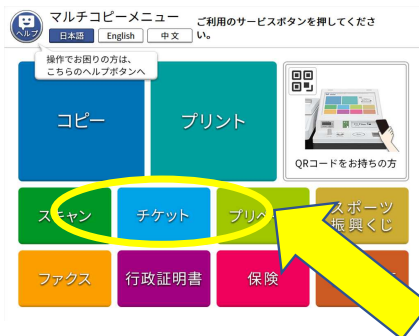 マルチコピーメニュー
ご利用のサービスボタンを押してください。
ヘルプ
日本語 English 中文
操作でお困りの方は、
こちらのヘルプボタンへ
コピー
プリント
QRコードをお持ちの方
スキャン
チケット
スポーツ
振興くじ
ファクス
行政証明書
保険